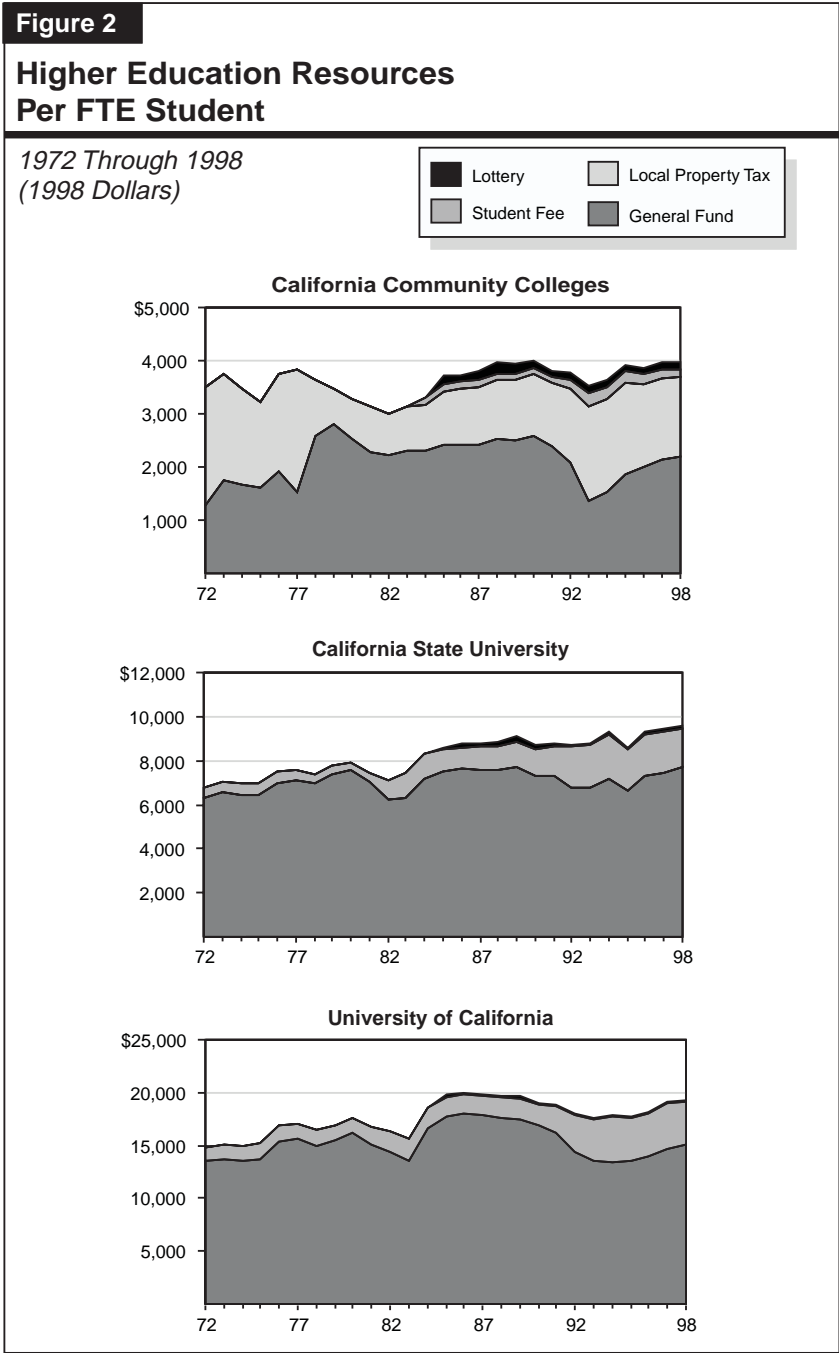 Figure 2
Higher Education Resources
Per FTE Student
1972 Through 1998
(1998 Dollars)
Lottery
Local Property Tax
Student Fee
General Fund
California Community Colleges
$5,000
4,000
3,000
2,000
1,000
72 77 82 87 92 98
California State University
$12,000
10,000
8,000
6,000
4,000
2,000
72 77 82 87 92 98
University of California
$25,000
20,000
15,000
10,000
5,000
72 77 82 87 92 98